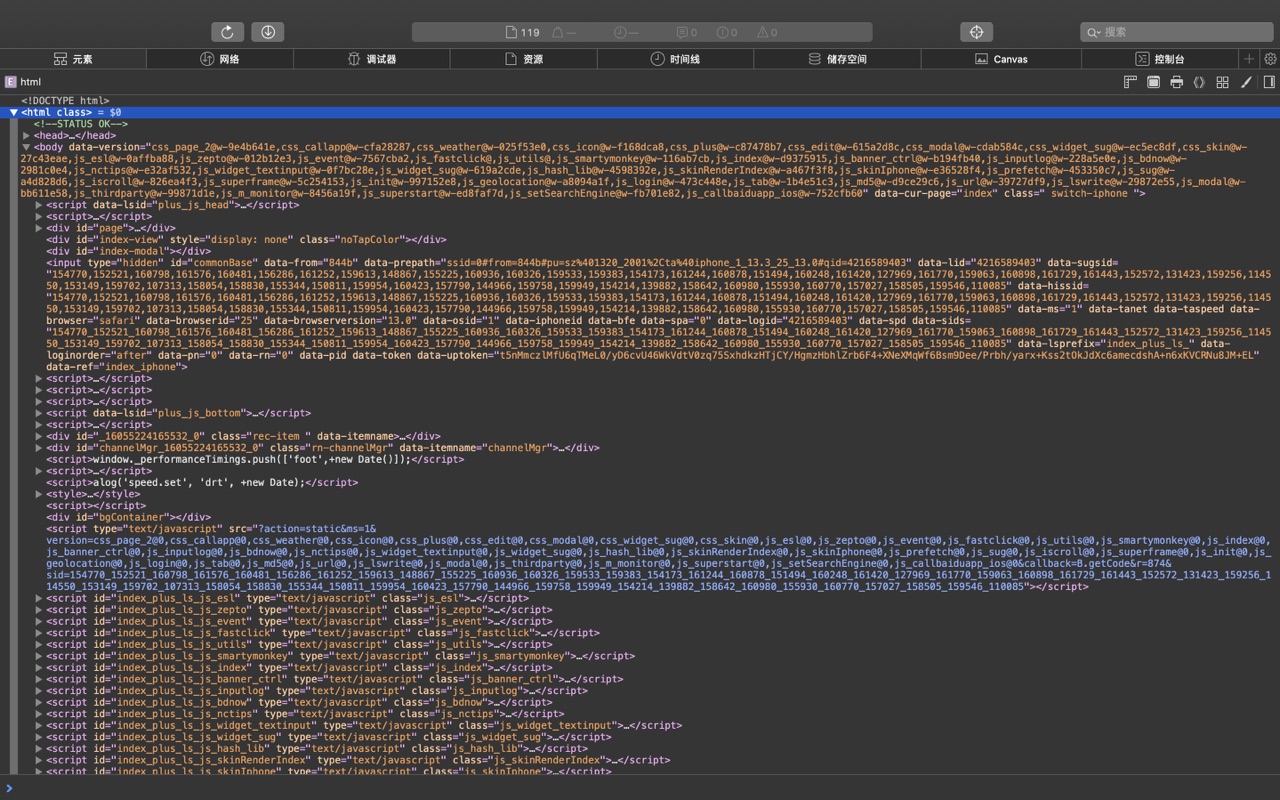 119 — — 0 0 0 搜索
元素 网络 调试器 资源 时间线 储存空间 Canvas 控制台
E html
<!DOCTYPE html>
<html class> = $0
<!--STATUS OK-->
<head>…</head>
<body data-version="css_page_2@w-9e4b641e,css_callapp@w-cfa28287,css_weather@w-025f53e0,css_icon@w-f168dca8,css_plus@w-c87478b7,css_edit@w-615a2d8c,css_modal@w-cdab584c,css_widget_sug@w-ec5ec8df,css_skin@w-
27c43eae,js_esl@w-0affba88,js_zepto@w-012b12e3,js_event@w-7567cba2,js_fastclick@,js_utils@,js_smartymonkey@w-116ab7cb,js_index@w-d9375915,js_banner_ctrl@w-b194fb40,js_inputlog@w-228a5e0e,js_bdnow@w-
2981c0e4,js_nctips@w-e32af532,js_widget_textinput@w-0f7bc28e,js_widget_sug@w-619a2cde,js_hash_lib@w-4598392e,js_skinRenderIndex@w-a467f3f8,js_skinIphone@w-e36528f4,js_prefetch@w-453350c7,js_sug@w-
a4d828d6,js_iscroll@w-826ea4f3,js_superframe@w-5c254153,js_init@w-997152e8,js_geolocation@w-a8094a1f,js_login@w-473c448e,js_tab@w-1b4e51c3,js_md5@w-d9ce29c6,js_url@w-39727df9,js_lswrite@w-29872e55,js_modal@w-
bb611e58,js_thirdparty@w-99871d1e,js_m_monitor@w-8456a19f,js_superstart@w-ed8faf7d,js_setSearchEngine@w-fb701e82,js_callbaiduapp_ios@w-752cfb60" data-cur-page="index" class=" switch-iphone ">
<script data-lsid="plus_js_head">…</script>
<script>…</script>
<div id="page">…</div>
<div id="index-view" style="display: none" class="noTapColor"></div>
<div id="index-modal"></div>
<input type="hidden" id="commonBase" data-from="844b" data-prepath="ssid=0#from=844b#pu=sz%401320_2001%2Cta%40iphone_1_13.3_25_13.0#qid=4216589403" data-lid="4216589403" data-sugsid=
"154770,152521,160798,161576,160481,156286,161252,159613,148867,155225,160936,160326,159533,159383,154173,161244,160878,151494,160248,161420,127969,161770,159063,160898,161729,161443,152572,131423,159256,1145
50,153149,159702,107313,158054,158830,155344,150811,159954,160423,157790,144966,159758,159949,154214,139882,158642,160980,155930,160770,157027,158505,159546,110085" data-hissid=
"154770,152521,160798,161576,160481,156286,161252,159613,148867,155225,160936,160326,159533,159383,154173,161244,160878,151494,160248,161420,127969,161770,159063,160898,161729,161443,152572,131423,159256,1145
50,153149,159702,107313,158054,158830,155344,150811,159954,160423,157790,144966,159758,159949,154214,139882,158642,160980,155930,160770,157027,158505,159546,110085" data-ms="1" data-tanet data-taspeed data-
browser="safari" data-browserid="25" data-browserversion="13.0" data-osid="1" data-iphoneid data-bfe data-spa="0" data-logid="4216589403" data-spd data-sids=
"154770_152521_160798_161576_160481_156286_161252_159613_148867_155225_160936_160326_159533_159383_154173_161244_160878_151494_160248_161420_127969_161770_159063_160898_161729_161443_152572_131423_159256_1145
50_153149_159702_107313_158054_158830_155344_150811_159954_160423_157790_144966_159758_159949_154214_139882_158642_160980_155930_160770_157027_158505_159546_110085" data-lsprefix="index_plus_ls_" data-
loginorder="after" data-pn="0" data-rn="0" data-pid data-token data-uptoken="t5nMmczlMfU6qTMeL0/yD6cvU46WkVdtV0zq75SxhdkzHTjCY/HgmzHbhlZrb6F4+XNeXMqWf6Bsm9Dee/Prbh/yarx+Kss2tOkJdXc6amecdshA+n6xKVCRNu8JM+EL"
data-ref="index_iphone">
<script>…</script>
<script>…</script>
<script>…</script>
<script data-lsid="plus_js_bottom">…</script>
<script>…</script>
<div id="_16055224165532_0" class="rec-item " data-itemname>…</div>
<div id="channelMgr_16055224165532_0" class="rn-channelMgr" data-itemname="channelMgr">…</div>
<script>window._performanceTimings.push(['foot',+new Date()]);</script>
<script>…</script>
<script>alog('speed.set', 'drt', +new Date);</script>
<style>…</style>
<script></script>
<div id="bgContainer"></div>
<script type="text/javascript" src="?action=static&ms=1&
version=css_page_2@0,css_callapp@0,css_weather@0,css_icon@0,css_plus@0,css_edit@0,css_modal@0,css_widget_sug@0,css_skin@0,js_esl@0,js_zepto@0,js_event@0,js_fastclick@0,js_utils@0,js_smartymonkey@0,js_index@0,
js_banner_ctrl@0,js_inputlog@0,js_bdnow@0,js_nctips@0,js_widget_textinput@0,js_widget_sug@0,js_hash_lib@0,js_skinRenderIndex@0,js_skinIphone@0,js_prefetch@0,js_sug@0,js_iscroll@0,js_superframe@0,js_init@0,js_
geolocation@0,js_login@0,js_tab@0,js_md5@0,js_url@0,js_lswrite@0,js_modal@0,js_thirdparty@0,js_m_monitor@0,js_superstart@0,js_setSearchEngine@0,js_callbaiduapp_ios@0&callback=B.getCode&r=874&
sid=154770_152521_160798_161576_160481_156286_161252_159613_148867_155225_160936_160326_159533_159383_154173_161244_160878_151494_160248_161420_127969_161770_159063_160898_161729_161443_152572_131423_159256_1
14550_153149_159702_107313_158054_158830_155344_150811_159954_160423_157790_144966_159758_159949_154214_139882_158642_160980_155930_160770_157027_158505_159546_110085"></script>
<script id="index_plus_ls_js_esl" type="text/javascript" class="js_esl">…</script>
<script id="index_plus_ls_js_zepto" type="text/javascript" class="js_zepto">…</script>
<script id="index_plus_ls_js_event" type="text/javascript" class="js_event">…</script>
<script id="index_plus_ls_js_fastclick" type="text/javascript" class="js_fastclick">…</script>
<script id="index_plus_ls_js_utils" type="text/javascript" class="js_utils">…</script>
<script id="index_plus_ls_js_smartymonkey" type="text/javascript" class="js_smartymonkey">…</script>
<script id="index_plus_ls_js_index" type="text/javascript" class="js_index">…</script>
<script id="index_plus_ls_js_banner_ctrl" type="text/javascript" class="js_banner_ctrl">…</script>
<script id="index_plus_ls_js_inputlog" type="text/javascript" class="js_inputlog">…</script>
<script id="index_plus_ls_js_bdnow" type="text/javascript" class="js_bdnow">…</script>
<script id="index_plus_ls_js_nctips" type="text/javascript" class="js_nctips">…</script>
<script id="index_plus_ls_js_widget_textinput" type="text/javascript" class="js_widget_textinput">…</script>
<script id="index_plus_ls_js_widget_sug" type="text/javascript" class="js_widget_sug">…</script>
<script id="index_plus_ls_js_hash_lib" type="text/javascript" class="js_hash_lib">…</script>
<script id="index_plus_ls_js_skinRenderIndex" type="text/javascript" class="js_skinRenderIndex">…</script>
<script id="index_plus_ls_js_skinIphone" type="text/javascript" class="js_skinIphone">…</script>